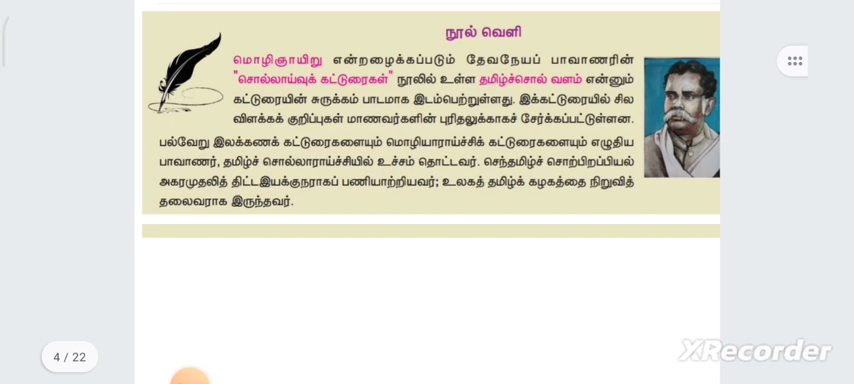 நூல் வெளி
மொழிஞாயிறு என்றழைக்கப்படும் தேவநேயப் பாவாணரின்
"சொல்லாய்வுக் கட்டுரைகள்" நூலில் உள்ள தமிழ்ச்சொல் வளம் என்னும்
கட்டுரையின் சுருக்கம் பாடமாக இடம்பெற்றுள்ளது. இக்கட்டுரையில் சில
விளக்கக் குறிப்புகள் மாணவர்களின் புரிதலுக்காகச் சேர்க்கப்பட்டுள்ளன.
பல்வேறு இலக்கணக் கட்டுரைகளையும் மொழியாராய்ச்சிக் கட்டுரைகளையும் எழுதிய
பாவாணர், தமிழ்ச் சொல்லாராய்ச்சியில் உச்சம் தொட்டவர். செந்தமிழ்ச் சொற்பிறப்பியல்
அகரமுதலித் திட்டஇயக்குநராகப் பணியாற்றியவர்; உலகத் தமிழ்க் கழகத்தை நிறுவித்
தலைவராக இருந்தவர்.
4 / 22
XRecorder